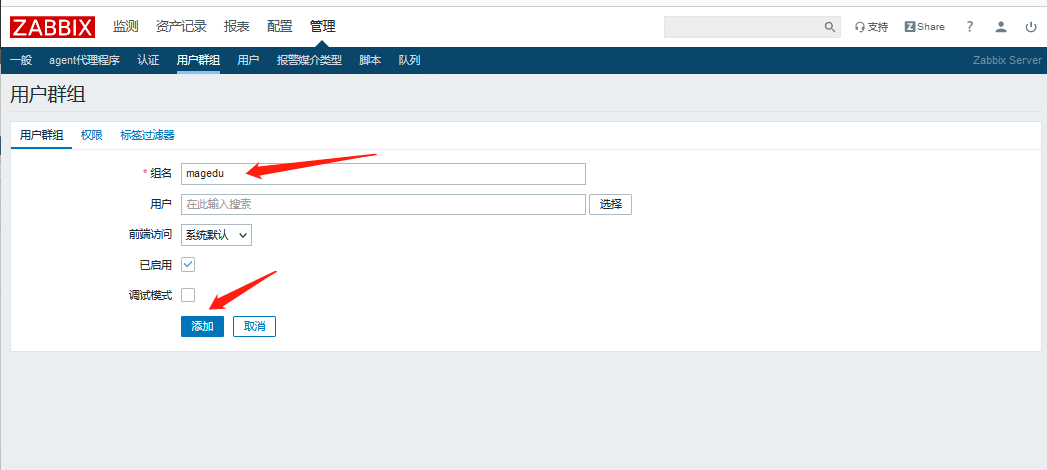 ZABBIX 监测 资产记录 报表 配置 管理 支持 Z Share ?
一般 agent代理程序 认证 用户群组 用户 报警媒介类型 脚本 队列 Zabbix Server
用户群组
用户群组 权限 标签过滤器
* 组名 magedu
用户 在此输入搜索 选择
前端访问 系统默认
已启用
调试模式
添加 取消